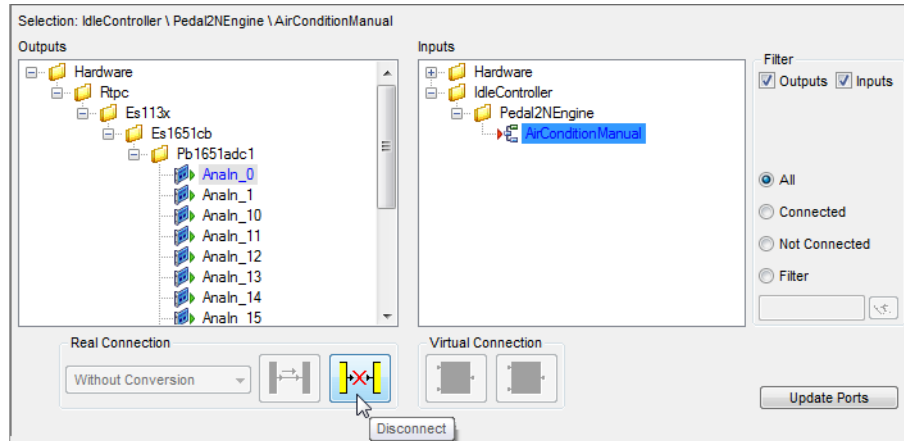 Selection: IdleController \ Pedal2NEngine \ AirConditionManual
Outputs
Hardware
Rtpc
Es113x
Es1651cb
Pb1651adc1
AnaIn_0
AnaIn_1
AnaIn_10
AnaIn_11
AnaIn_12
AnaIn_13
AnaIn_14
AnaIn_15
Inputs
Hardware
IdleController
Pedal2NEngine
AirConditionManual
Filter
Outputs Inputs
All
Connected
Not Connected
Filter
Real Connection
Without Conversion
Disconnect
Virtual Connection
Update Ports